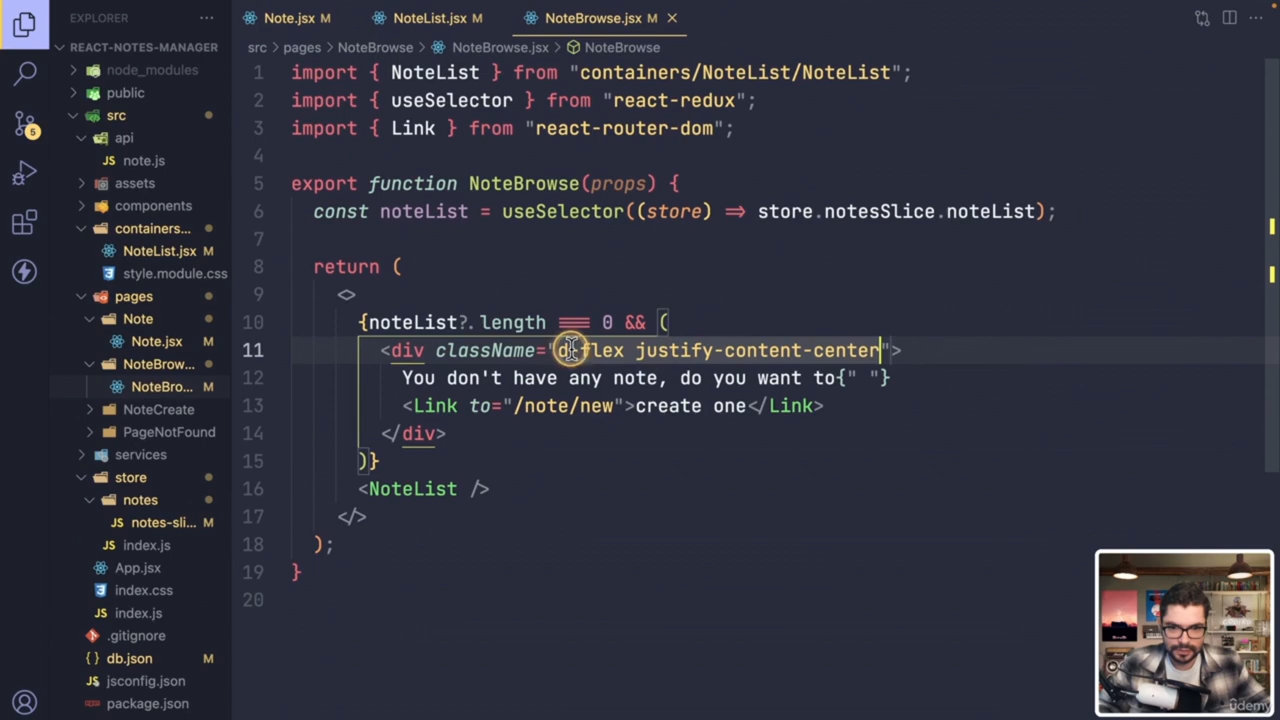 EXPLORER
REACT-NOTES-MANAGER
node_modules
public
src
api
JS note.js
assets
components
containers...
NoteList.jsx M
style.module.css
pages
Note
Note.jsx M
NoteBrow...
NoteBro... M
NoteCreate
PageNotFound
services
store
notes
JS notes-sli... M
JS index.js
App.jsx
index.css
JS index.js
.gitignore
db.json M
jsconfig.json
package.json
5
Note.jsx M
NoteList.jsx M
NoteBrowse.jsx M
src > pages > NoteBrowse > NoteBrowse.jsx > NoteBrowse
1 import { NoteList } from "containers/NoteList/NoteList";
2 import { useSelector } from "react-redux";
3 import { Link } from "react-router-dom";
4
5 export function NoteBrowse(props) {
6 const noteList = useSelector((store) => store.notesSlice.noteList);
7
8 return (
9 <>
10 {noteList?.length === 0 && (
11 <div className="d-flex justify-content-center">
12 You don't have any note, do you want to{" "}
13 <Link to="/note/new">create one</Link>
14 </div>
15 )}
16 <NoteList />
17 </>
18 );
19 }
20
udemy